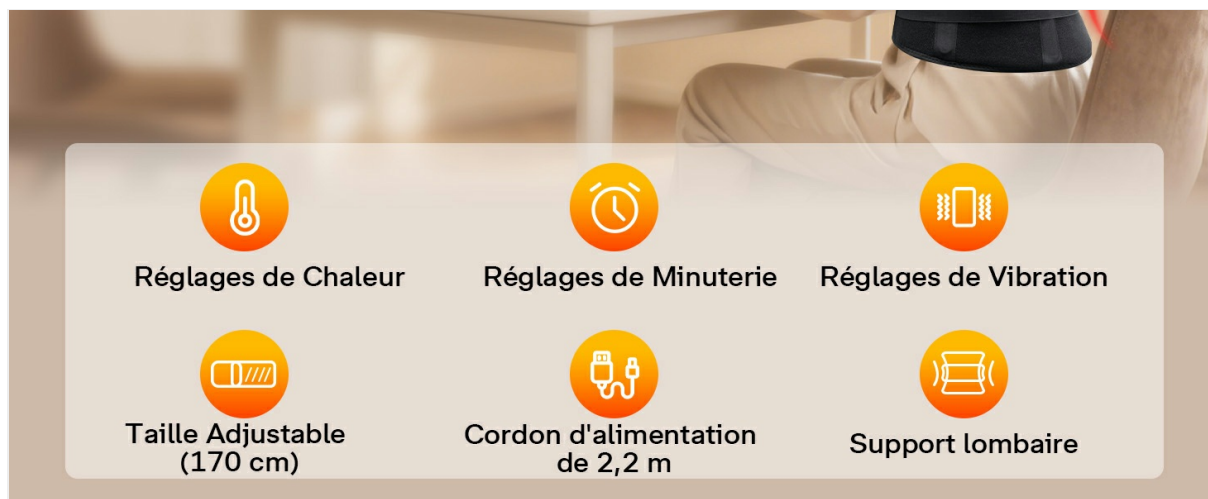 Réglages de Chaleur
Réglages de Minuterie
Réglages de Vibration
Taille Adjustable
(170 cm)
Cordon d'alimentation
de 2,2 m
Support lombaire